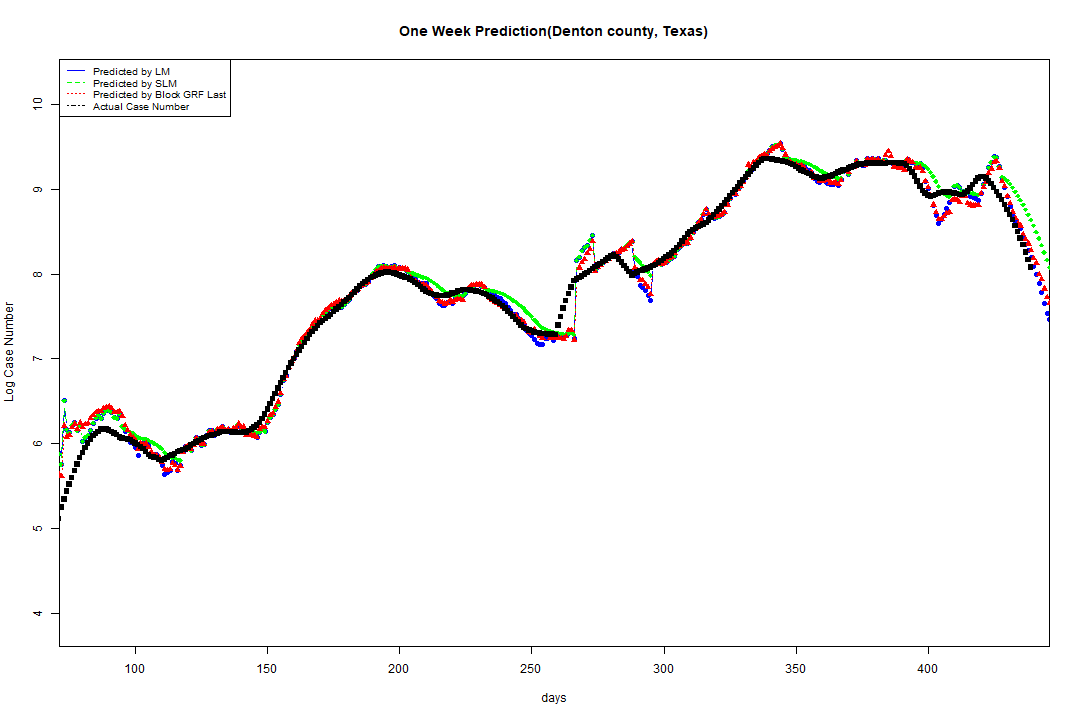 One Week Prediction(Denton county, Texas)
Predicted by LM
Predicted by SLM
Predicted by Block GRF Last
Actual Case Number
10
9
8
7
6
5
4
Log Case Number
100 150 200 250 300 350 400
days